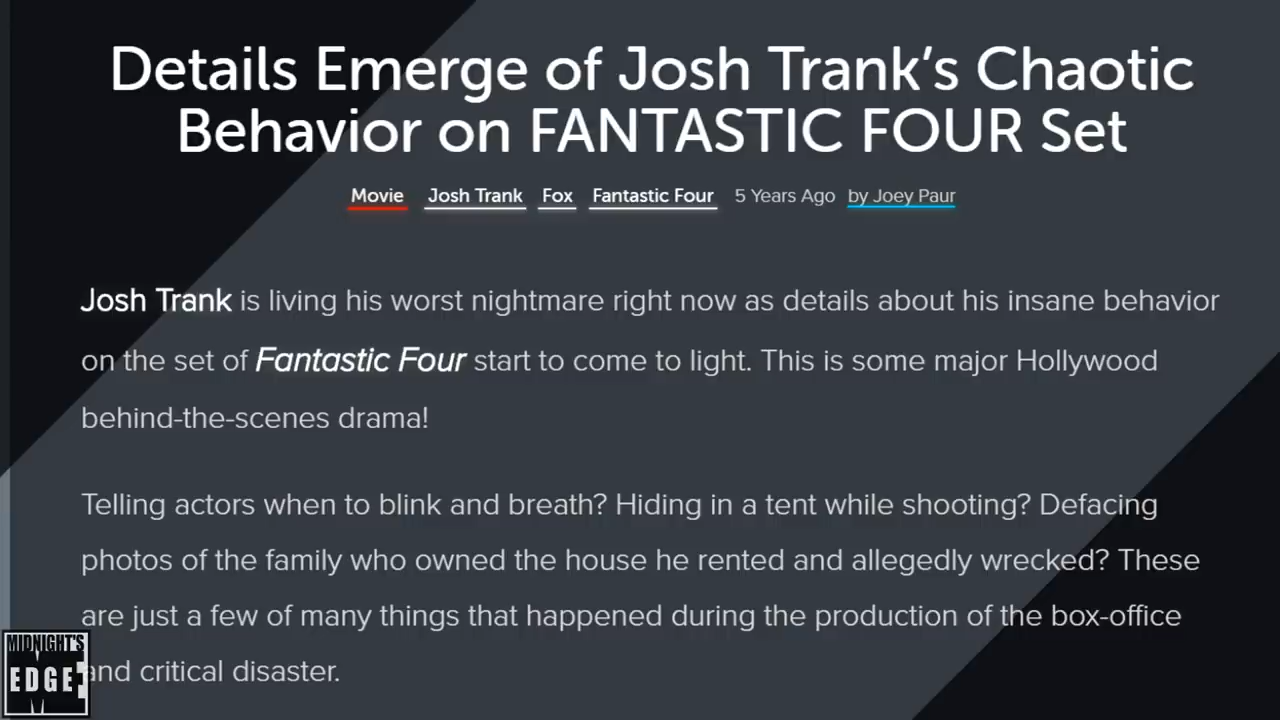 Details Emerge of Josh Trank's Chaotic
Behavior on FANTASTIC FOUR Set
Movie Josh Trank Fox Fantastic Four 5 Years Ago by Joey Paur
Josh Trank is living his worst nightmare right now as details about his insane behavior
on the set of Fantastic Four start to come to light. This is some major Hollywood
behind-the-scenes drama!
Telling actors when to blink and breath? Hiding in a tent while shooting? Defacing
photos of the family who owned the house he rented and allegedly wrecked? These
are just a few of many things that happened during the production of the box-office
and critical disaster.
MIDNIGHT'S
EDGE